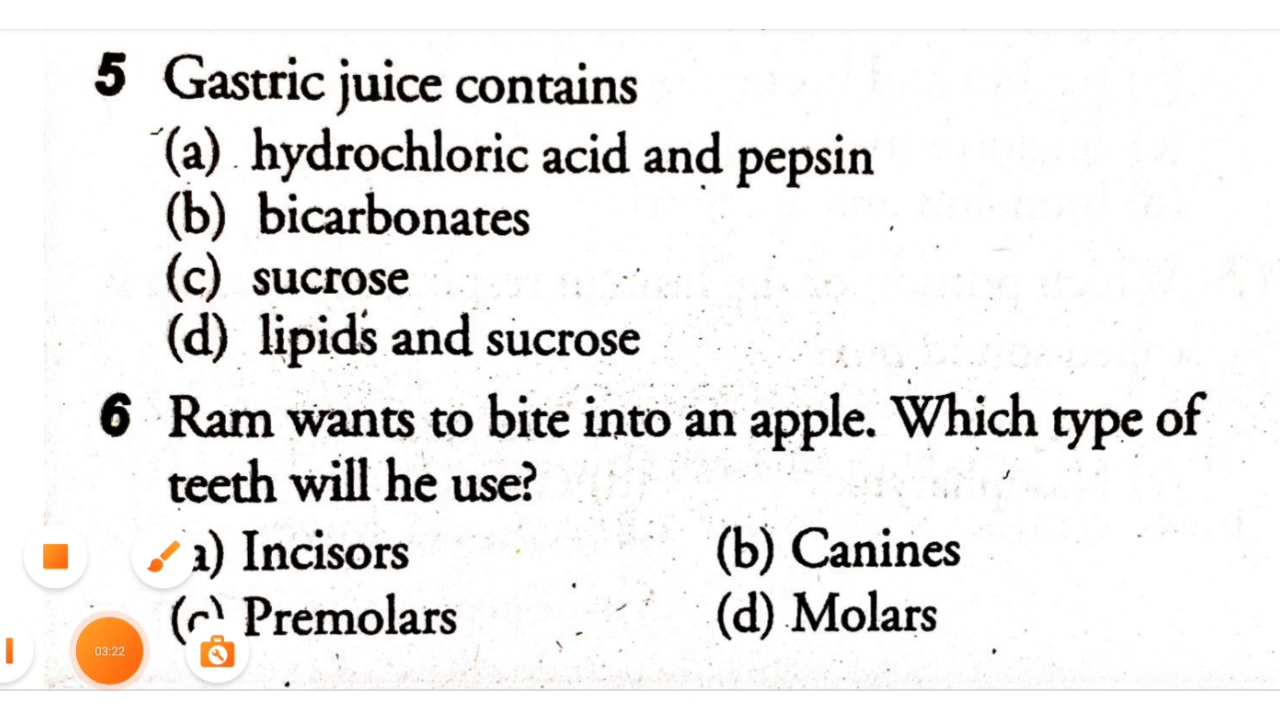 5 Gastric juice contains
(a) hydrochloric acid and pepsin
(b) bicarbonates
(c) sucrose
(d) lipids and sucrose
6 Ram wants to bite into an apple. Which type of
teeth will he use?
a) Incisors (b) Canines
(c) Premolars (d) Molars
03:22